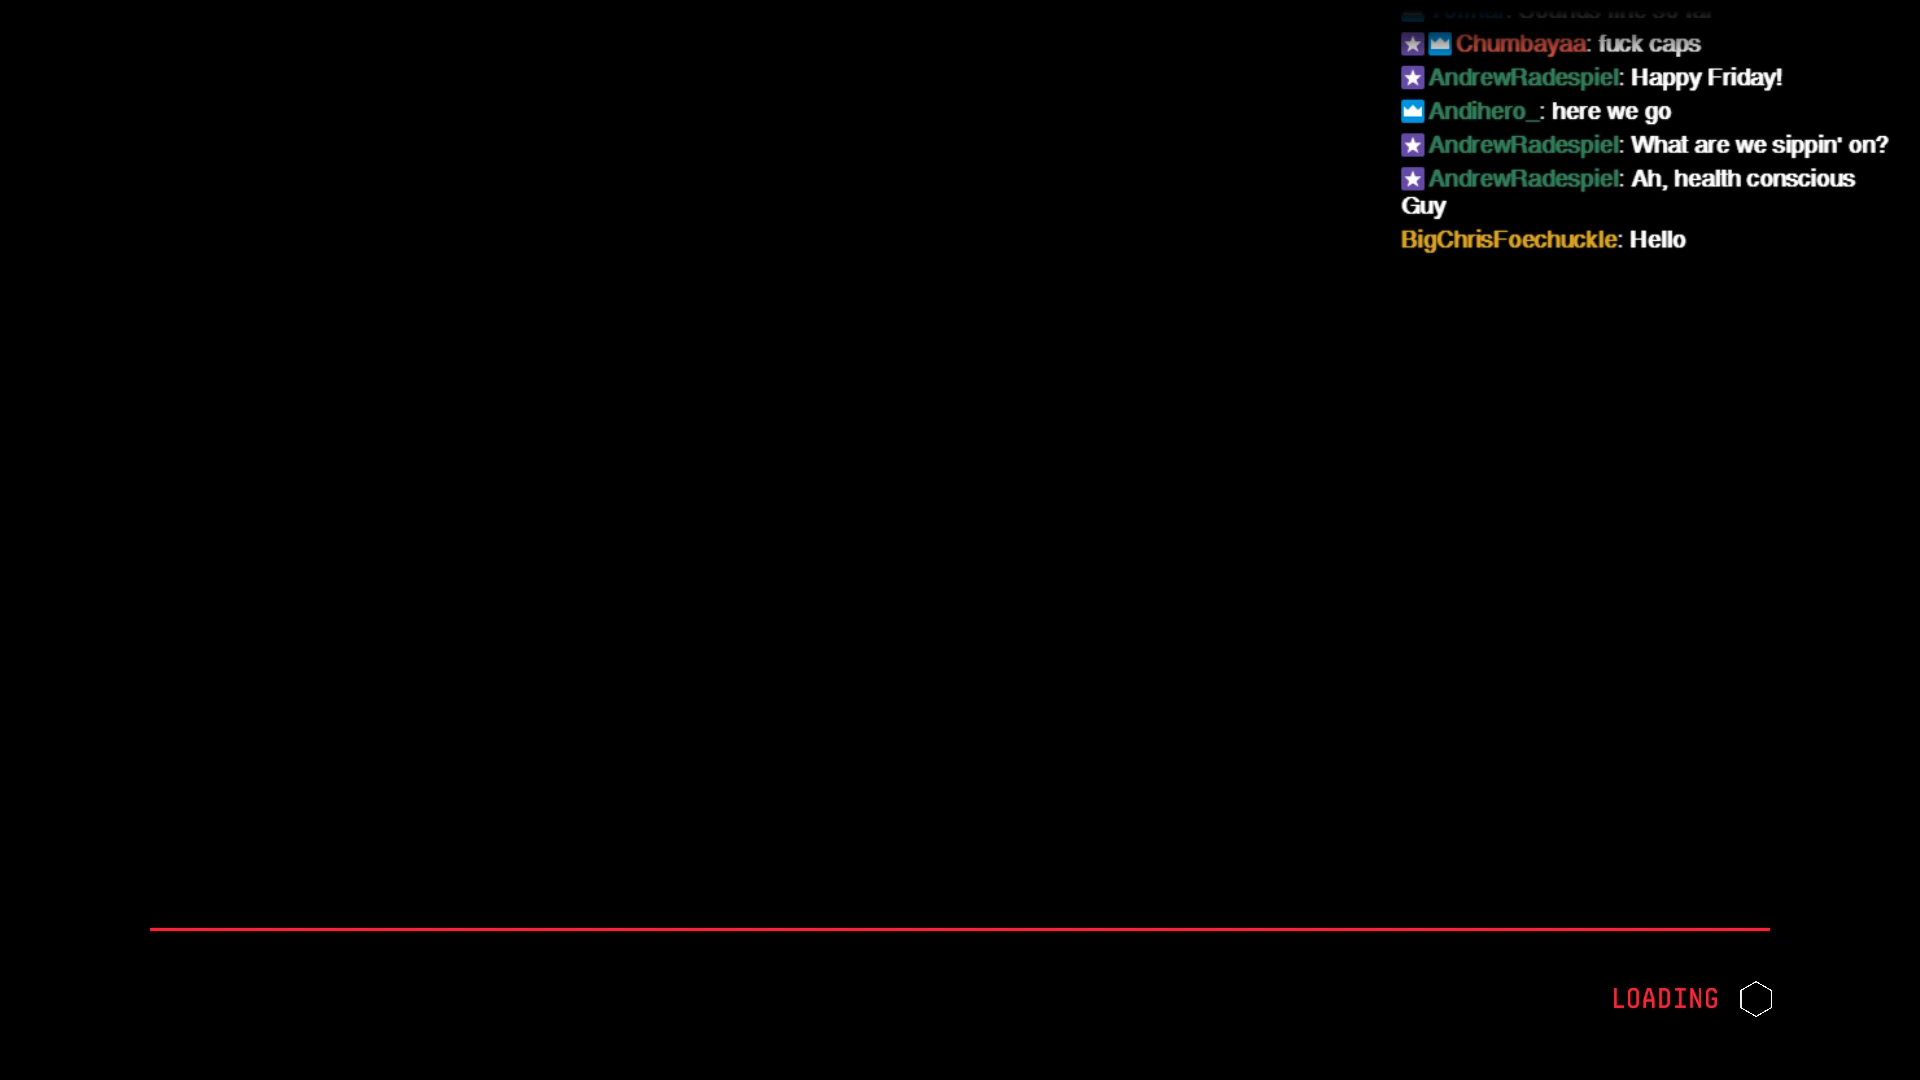 Chumbayaa: fuck caps
AndrewRadespiel: Happy Friday!
Andihero_: here we go
AndrewRadespiel: What are we sippin' on?
AndrewRadespiel: Ah, health conscious
Guy
BigChrisFoechuckle: Hello
LOADING